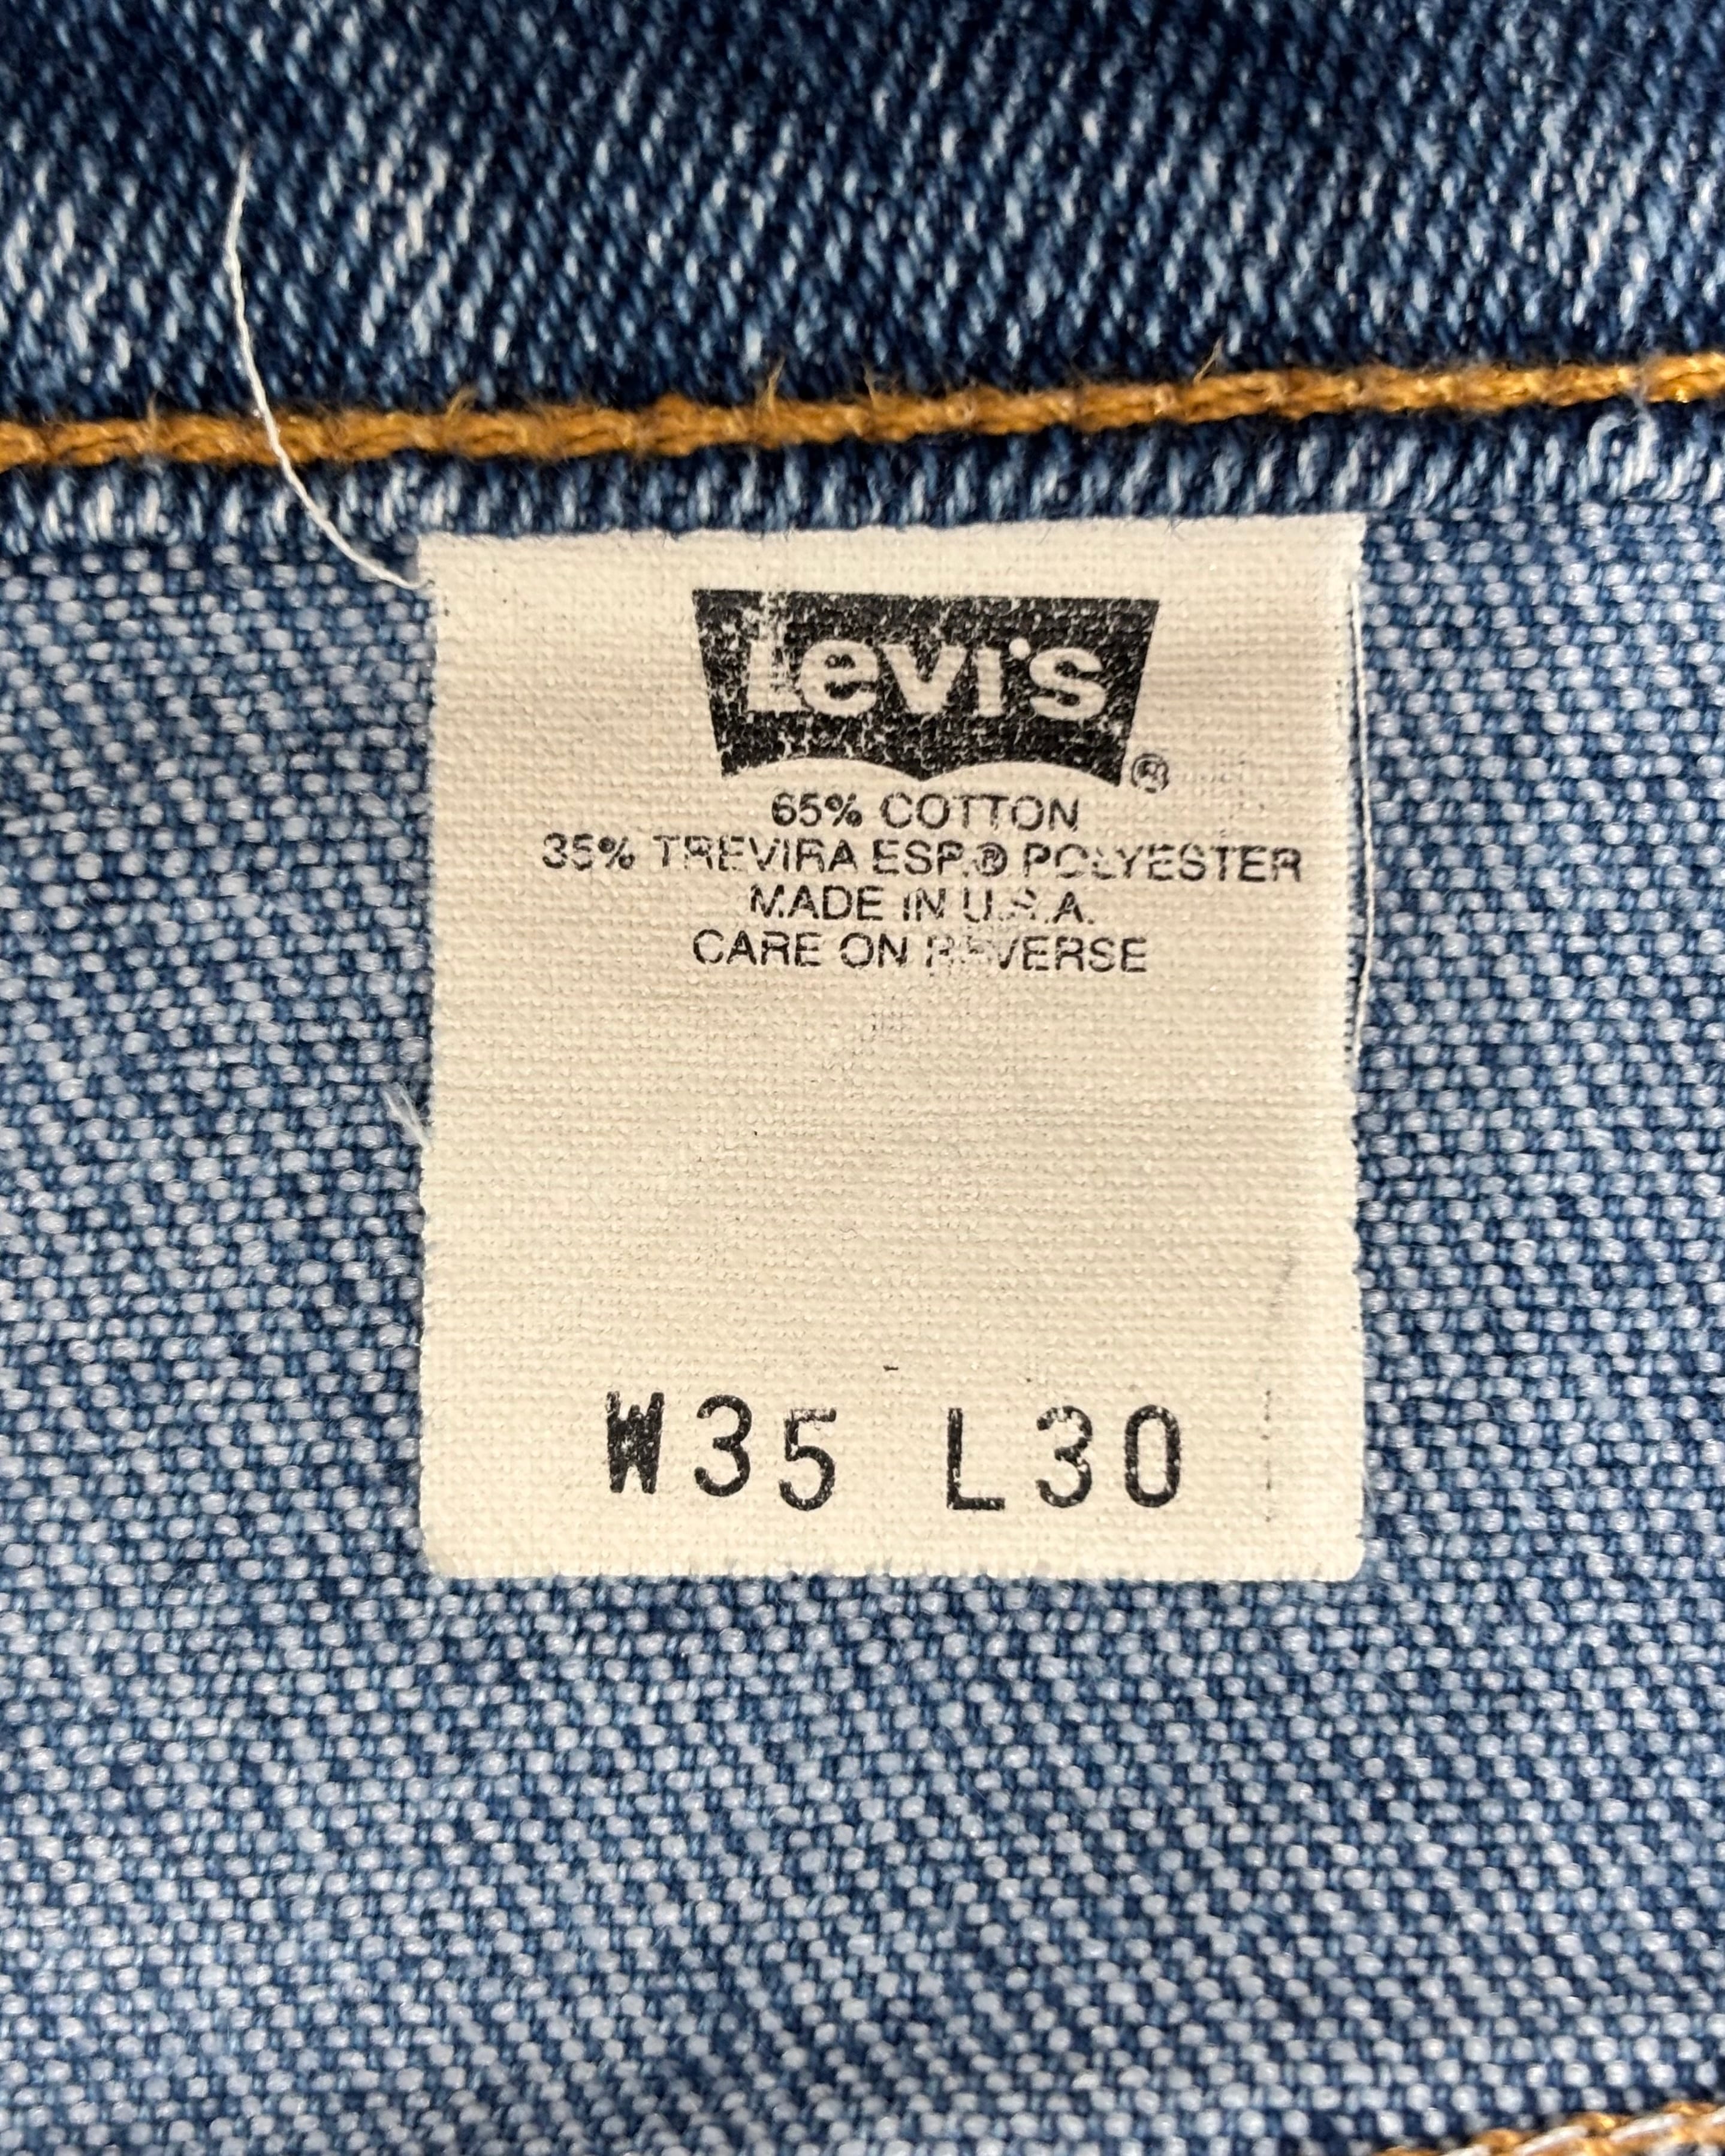 Levi's ®
65% COTTON
35% TREVIRA ESP.® POLYESTER
MADE IN U.S.A.
CARE ON REVERSE
W35 L30